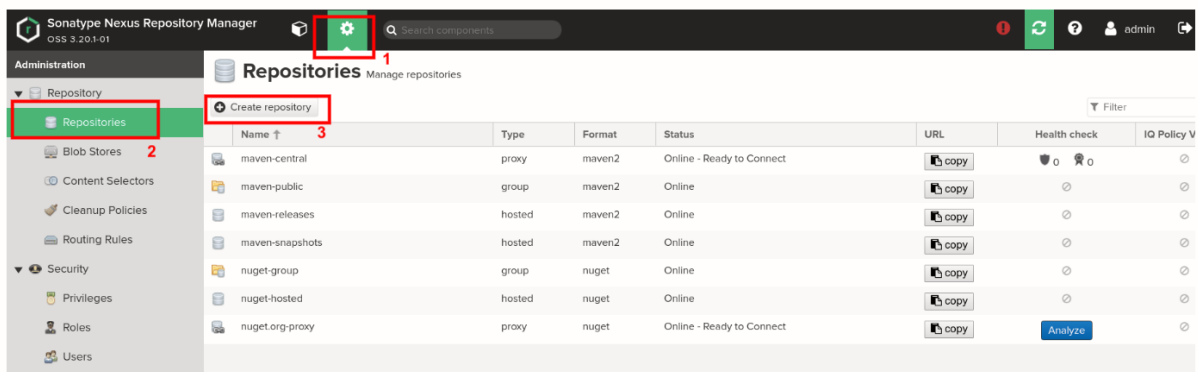 Sonatype Nexus Repository Manager
OSS 3.20.1-01
Search components
admin
1
Administration
Repositories Manage repositories
Repository
Create repository
Filter
3
Repositories
2
Name Type Format Status URL Health check IQ Policy V
Blob Stores
maven-central proxy maven2 Online - Ready to Connect copy 0 0
Content Selectors
maven-public group maven2 Online copy
Cleanup Policies
maven-releases hosted maven2 Online copy
Routing Rules
maven-snapshots hosted maven2 Online copy
Security
nuget-group group nuget Online copy
Privileges
nuget-hosted hosted nuget Online copy
Roles
nuget.org-proxy proxy nuget Online - Ready to Connect copy Analyze
Users